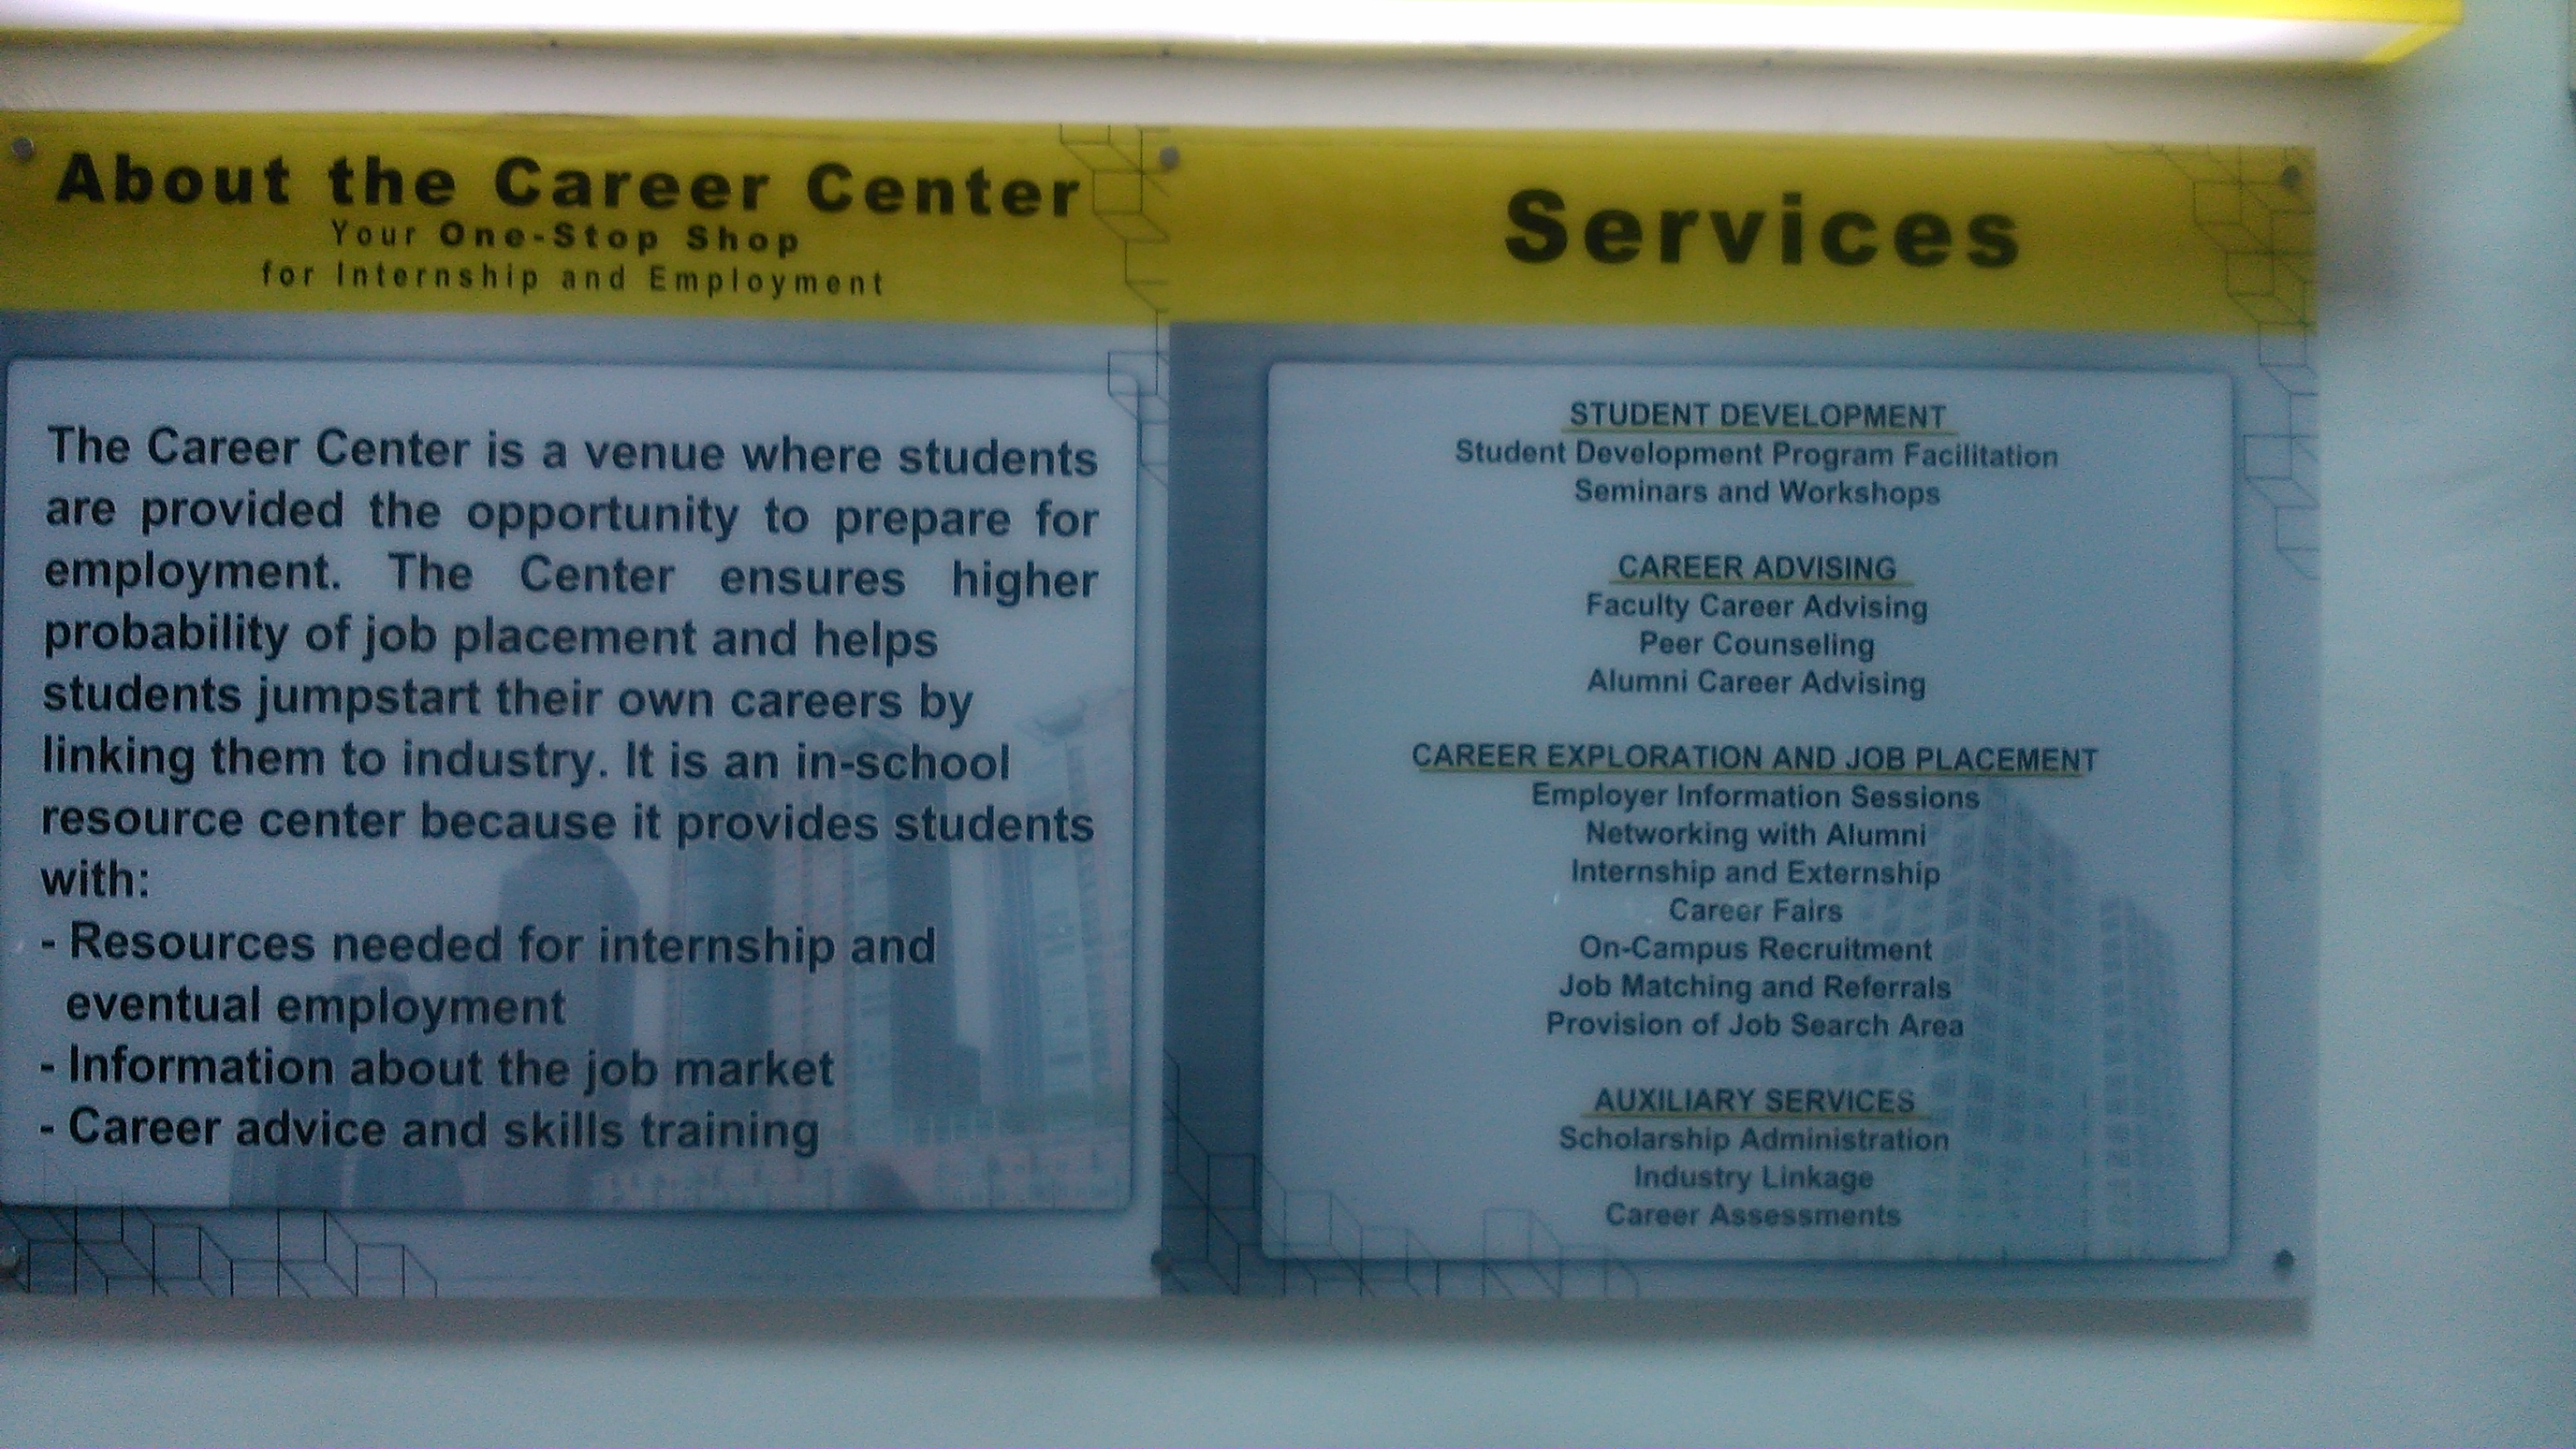 About the Career Center
Your One-Stop Shop
for Internship and Employment
The Career Center is a venue where students
are provided the opportunity to prepare for
employment. The Center ensures higher
probability of job placement and helps
students jumpstart their own careers by
linking them to industry. It is an in-school
resource center because it provides students
with:
- Resources needed for internship and
eventual employment
- Information about the job market
- Career advice and skills training
Services
STUDENT DEVELOPMENT
Student Development Program Facilitation
Seminars and Workshops
CAREER ADVISING
Faculty Career Advising
Peer Counseling
Alumni Career Advising
CAREER EXPLORATION AND JOB PLACEMENT
Employer Information Sessions
Networking with Alumni
Internship and Externship
Career Fairs
On-Campus Recruitment
Job Matching and Referrals
Provision of Job Search Area
AUXILIARY SERVICES
Scholarship Administration
Industry Linkage
Career Assessments